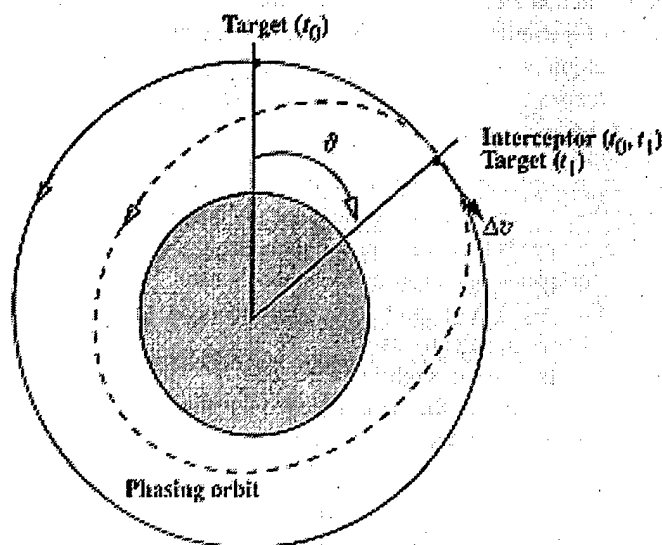 Target (t₀)
ϑ
Interceptor (t₀, t₁)
Target (t₁)
Δv
Phasing orbit